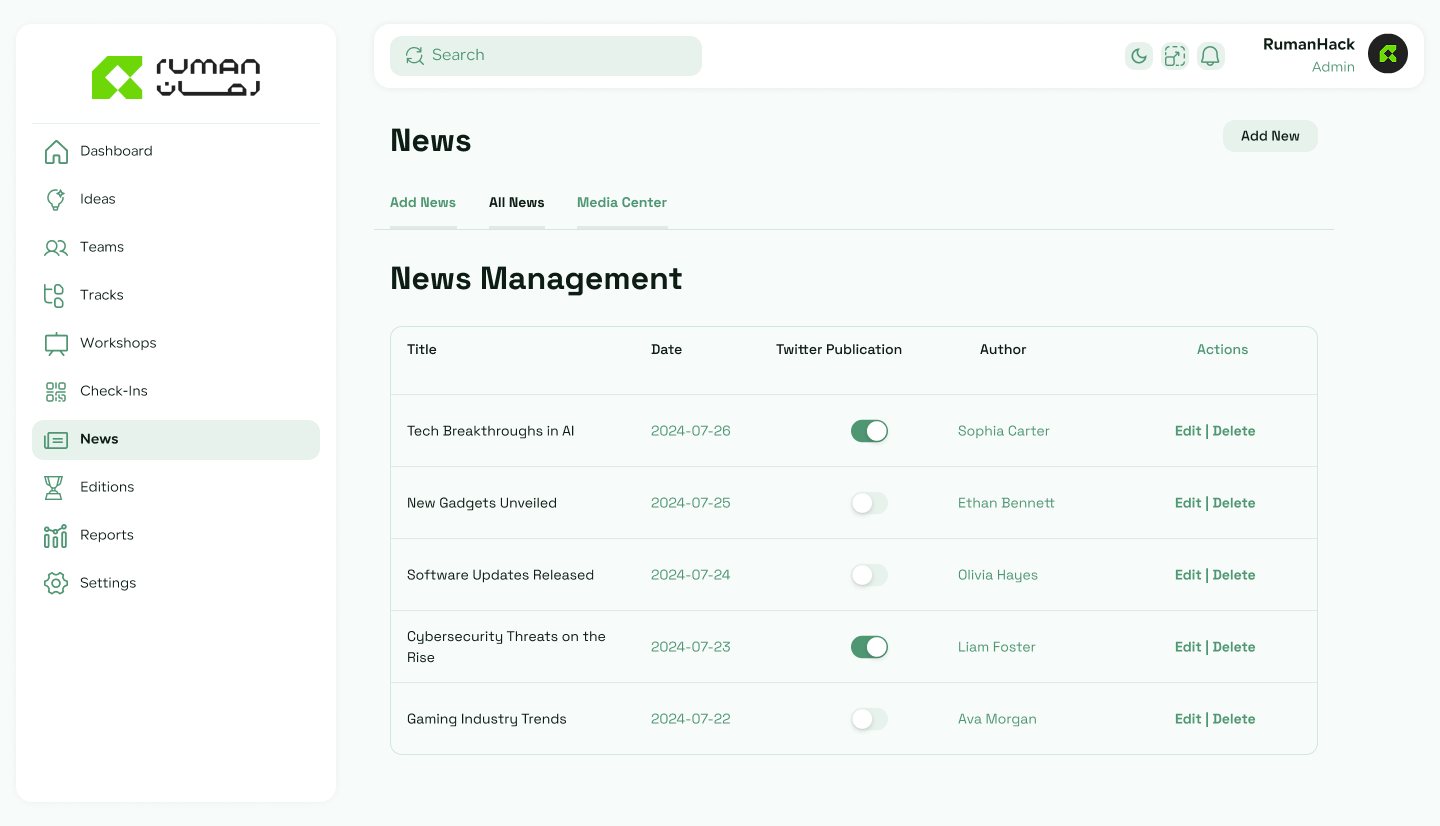 ruman
رمان
Dashboard
Ideas
Teams
Tracks
Workshops
Check-Ins
News
Editions
Reports
Settings
Search
RumanHack
Admin
News
Add New
Add News
All News
Media Center
News Management
Title
Date
Twitter Publication
Author
Actions
Tech Breakthroughs in AI
2024-07-26
Sophia Carter
Edit | Delete
New Gadgets Unveiled
2024-07-25
Ethan Bennett
Edit | Delete
Software Updates Released
2024-07-24
Olivia Hayes
Edit | Delete
Cybersecurity Threats on the
Rise
2024-07-23
Liam Foster
Edit | Delete
Gaming Industry Trends
2024-07-22
Ava Morgan
Edit | Delete